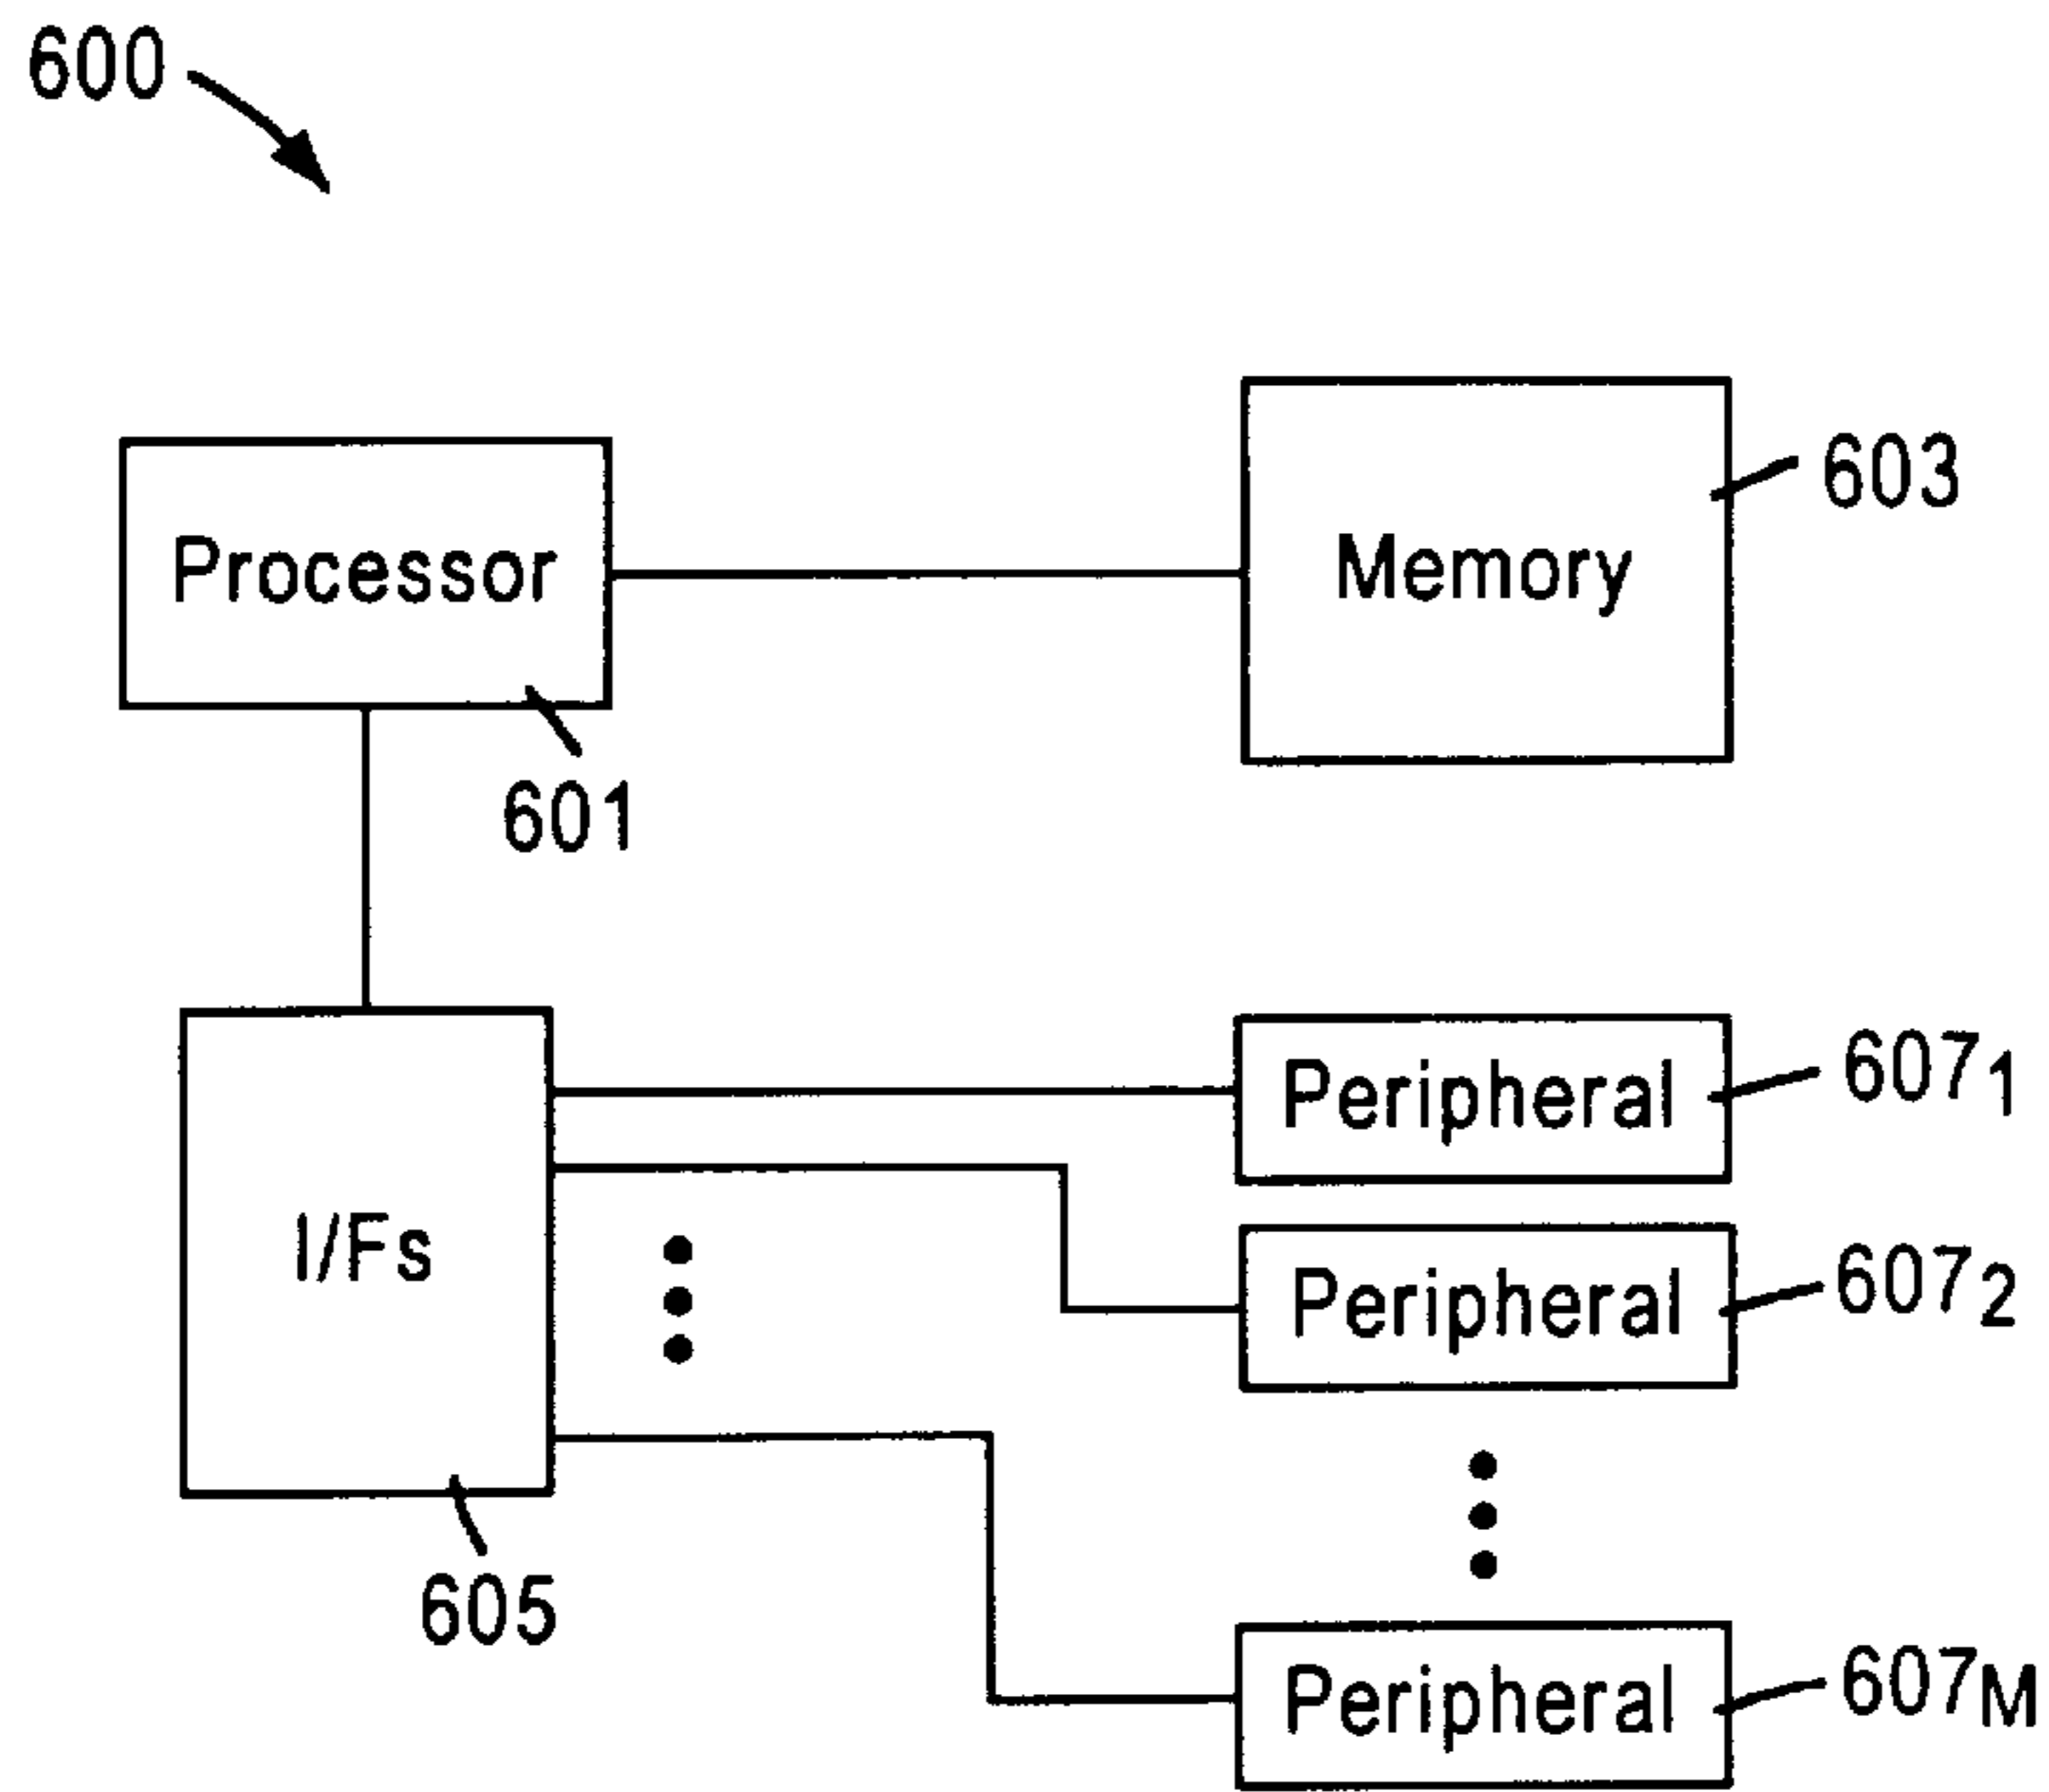 600
Processor
Memory
603
601
Peripheral
607₁
I/Fs
Peripheral
607₂
605
Peripheral
607M